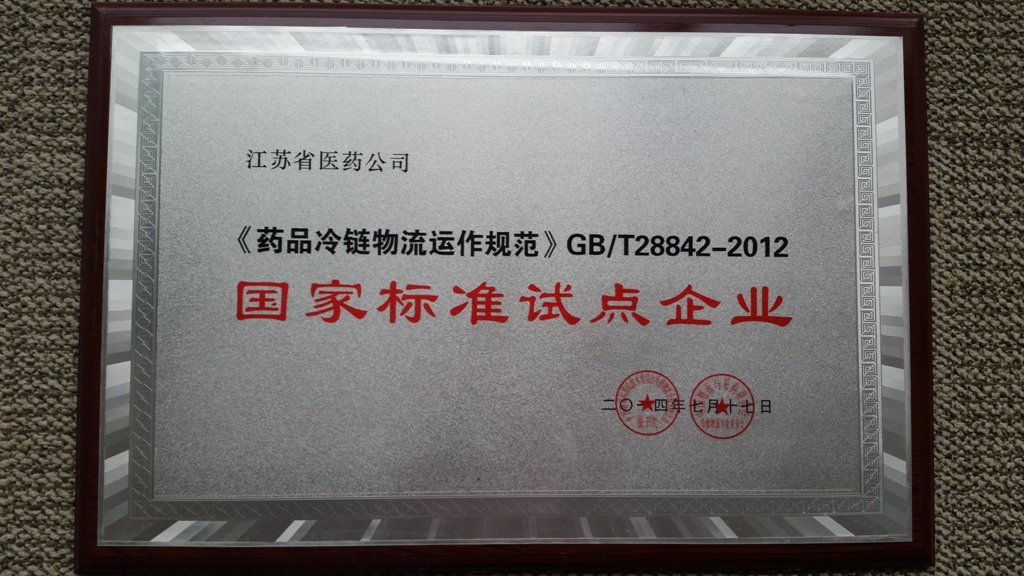 江苏省医药公司
《药品冷链物流运作规范》GB/T28842-2012
国家标准试点企业
二〇一四年七月十七日